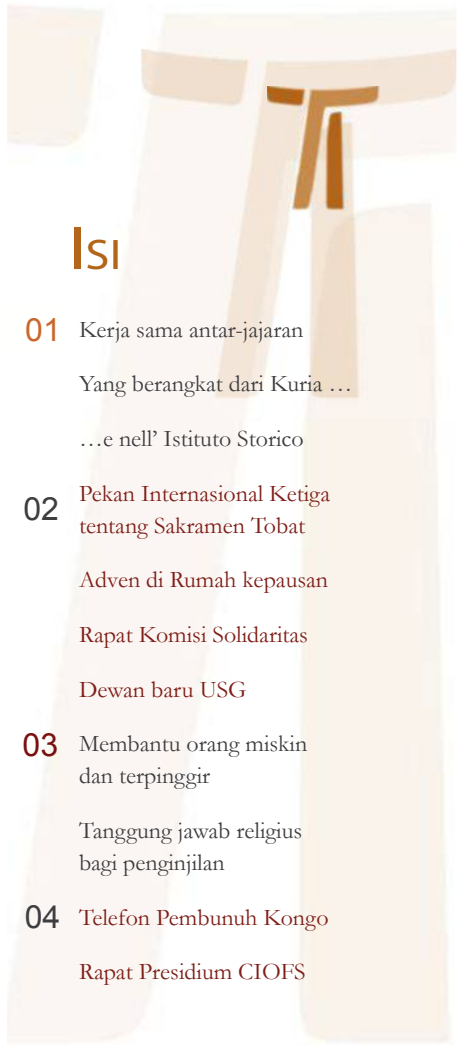 Isi
01 Kerja sama antar-jajaran
Yang berangkat dari Kuria …
…e nell’ Istituto Storico
02 Pekan Internasional Ketiga
tentang Sakramen Tobat
Adven di Rumah kepausan
Rapat Komisi Solidaritas
Dewan baru USG
03 Membantu orang miskin
dan terpinggir
Tanggung jawab religius
bagi penginjilan
04 Telefon Pembunuh Kongo
Rapat Presidium CIOFS